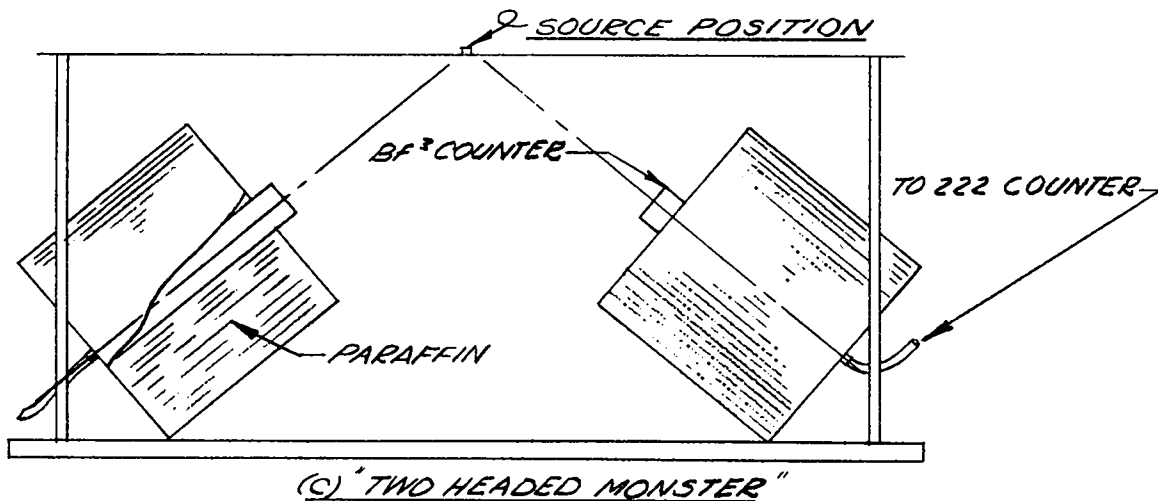 SOURCE POSITION
BF³ COUNTER
TO 222 COUNTER
PARAFFIN
(C) "TWO HEADED MONSTER"